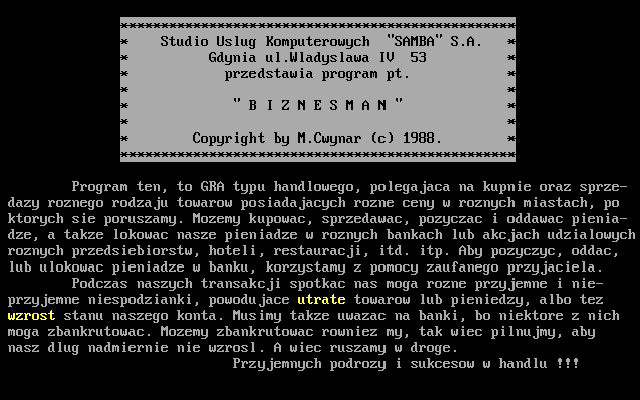 ***************************************************
* Studio Uslug Komputerowych "SAMBA" S.A. *
* Gdynia ul.Wladyslawa IV 53 *
* przedstawia program pt. *
* *
* " B I Z N E S M A N " *
* *
* Copyright by M.Cwynar (c) 1988. *
***************************************************
Program ten, to GRA typu handlowego, polegajaca na kupnie oraz sprze-
dazy roznego rodzaju towarow posiadajacych rozne ceny w roznych miastach, po
ktorych sie poruszamy. Mozemy kupowac, sprzedawac, pozyczac i oddawac pienia-
dze, a takze lokowac nasze pieniadze w roznych bankach lub akcjach udzialowych
roznych przedsiebiorstw, hoteli, restauracji, itd. itp. Aby pozyczyc, oddac,
lub ulokowac pieniadze w banku, korzystamy z pomocy zaufanego przyjaciela.
Podczas naszych transakcji spotkac nas moga rozne przyjemne i nie-
przyjemne niespodzianki, powodujace utrate towarow lub pieniedzy, albo tez
wzrost stanu naszego konta. Musimy takze uwazac na banki, bo niektore z nich
moga zbankrutowac. Mozemy zbankrutowac rowniez my, tak wiec pilnujmy, aby
nasz dlug nadmiernie nie wzrosl. A wiec ruszamy w droge.
Przyjemnych podrozy i sukcesow w handlu !!!